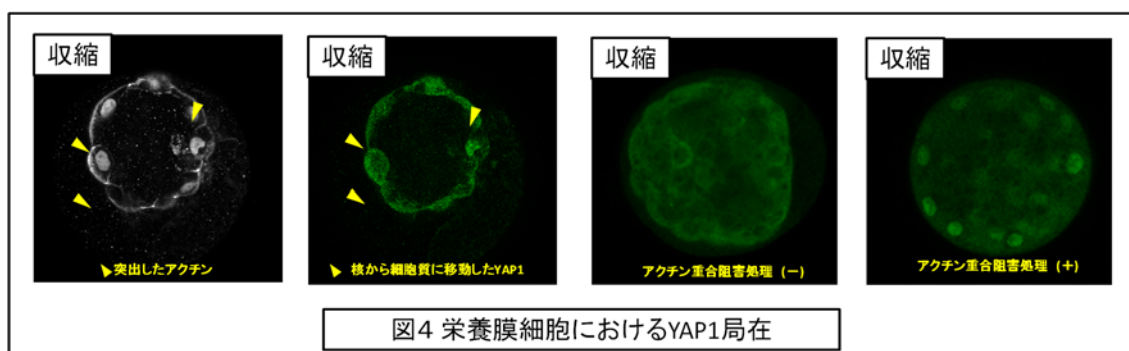 収縮
収縮
収縮
収縮
突出したアクチン
核から細胞質に移動したYAP1
アクチン重合阻害処理 (−)
アクチン重合阻害処理 (+)
図4 栄養膜細胞におけるYAP1局在